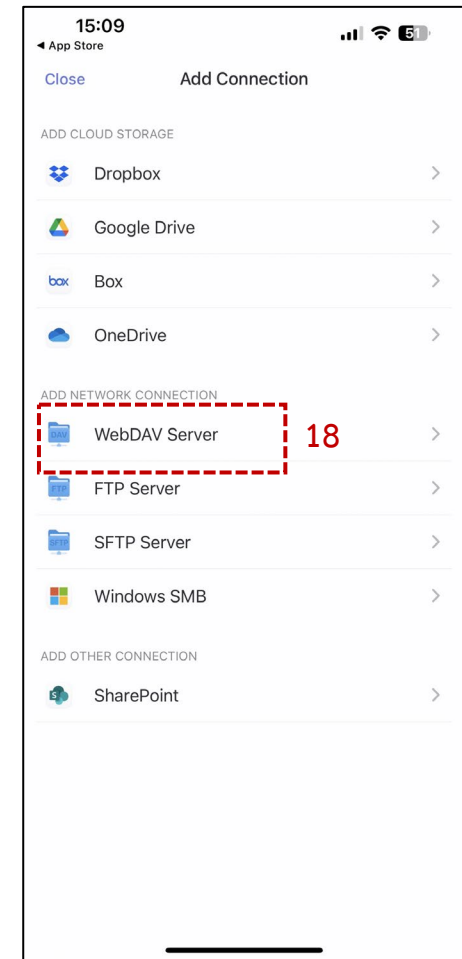 15:09
51
◀ App Store
Close Add Connection
ADD CLOUD STORAGE
Dropbox
Google Drive
box Box
OneDrive
ADD NETWORK CONNECTION
DAV WebDAV Server 18
FTP FTP Server
SFTP SFTP Server
Windows SMB
ADD OTHER CONNECTION
S SharePoint